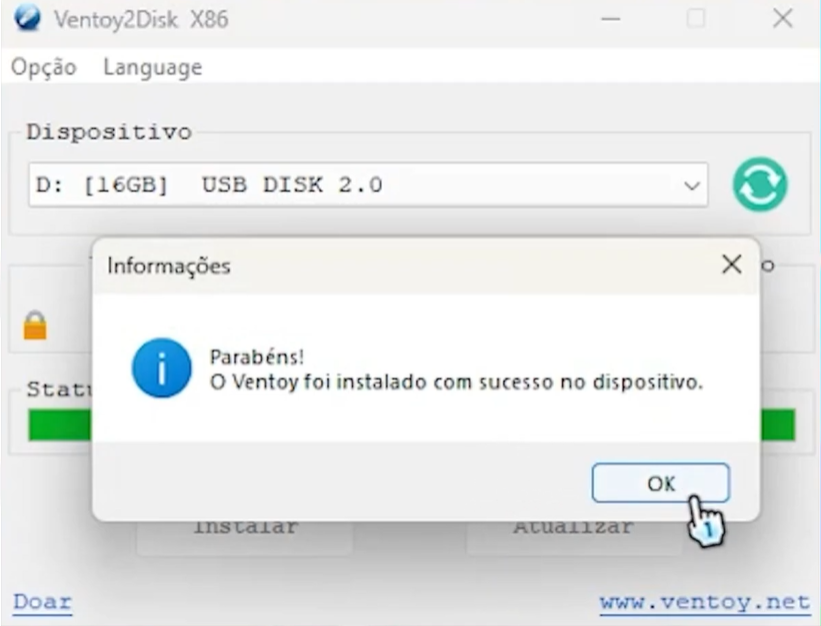 Ventoy2Disk X86
Opção Language
Dispositivo
D: [16GB] USB DISK 2.0
Informações
o
Parabéns!
O Ventoy foi instalado com sucesso no dispositivo.
Statu
OK
1
Instalar Atualizar
Doar www.ventoy.net